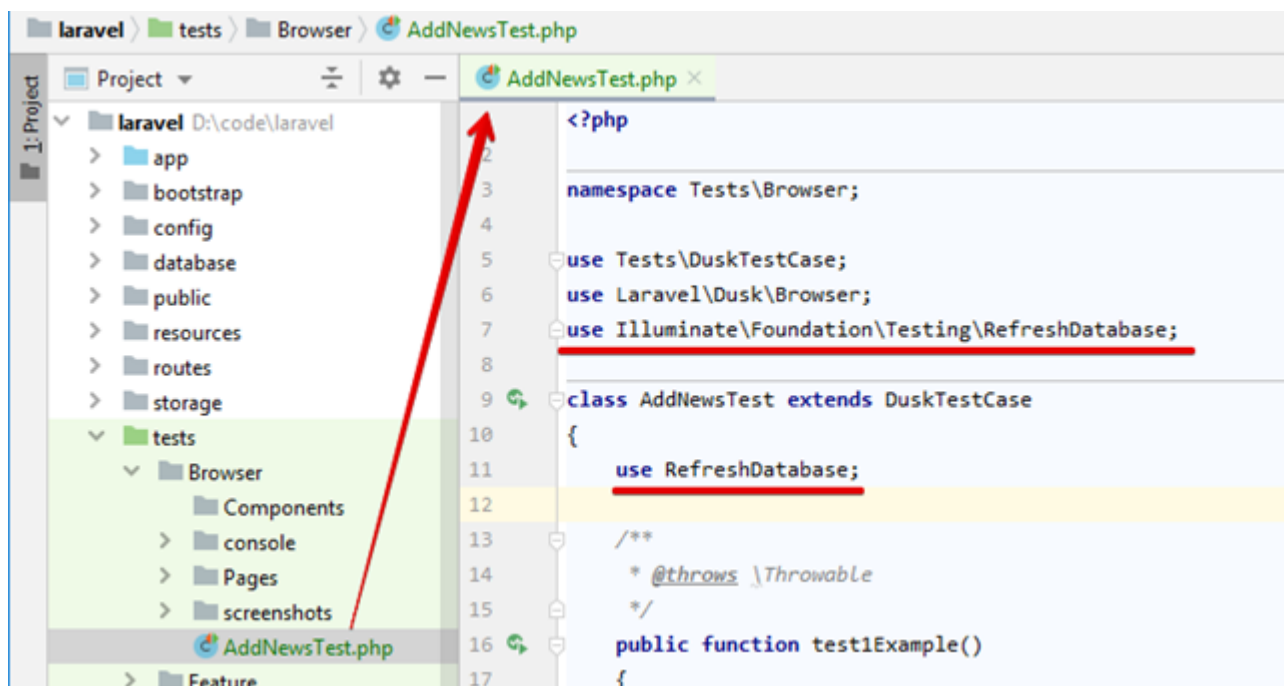 laravel tests Browser AddNewsTest.php
1: Project
Project
AddNewsTest.php
laravel D:\code\laravel
app
bootstrap
config
database
public
resources
routes
storage
tests
Browser
Components
console
Pages
screenshots
AddNewsTest.php
Feature
<?php
2
3 namespace Tests\Browser;
4
5 use Tests\DuskTestCase;
6 use Laravel\Dusk\Browser;
7 use Illuminate\Foundation\Testing\RefreshDatabase;
8
9 class AddNewsTest extends DuskTestCase
10 {
11 use RefreshDatabase;
12
13 /**
14 * @throws \Throwable
15 */
16 public function test1Example()
17 {